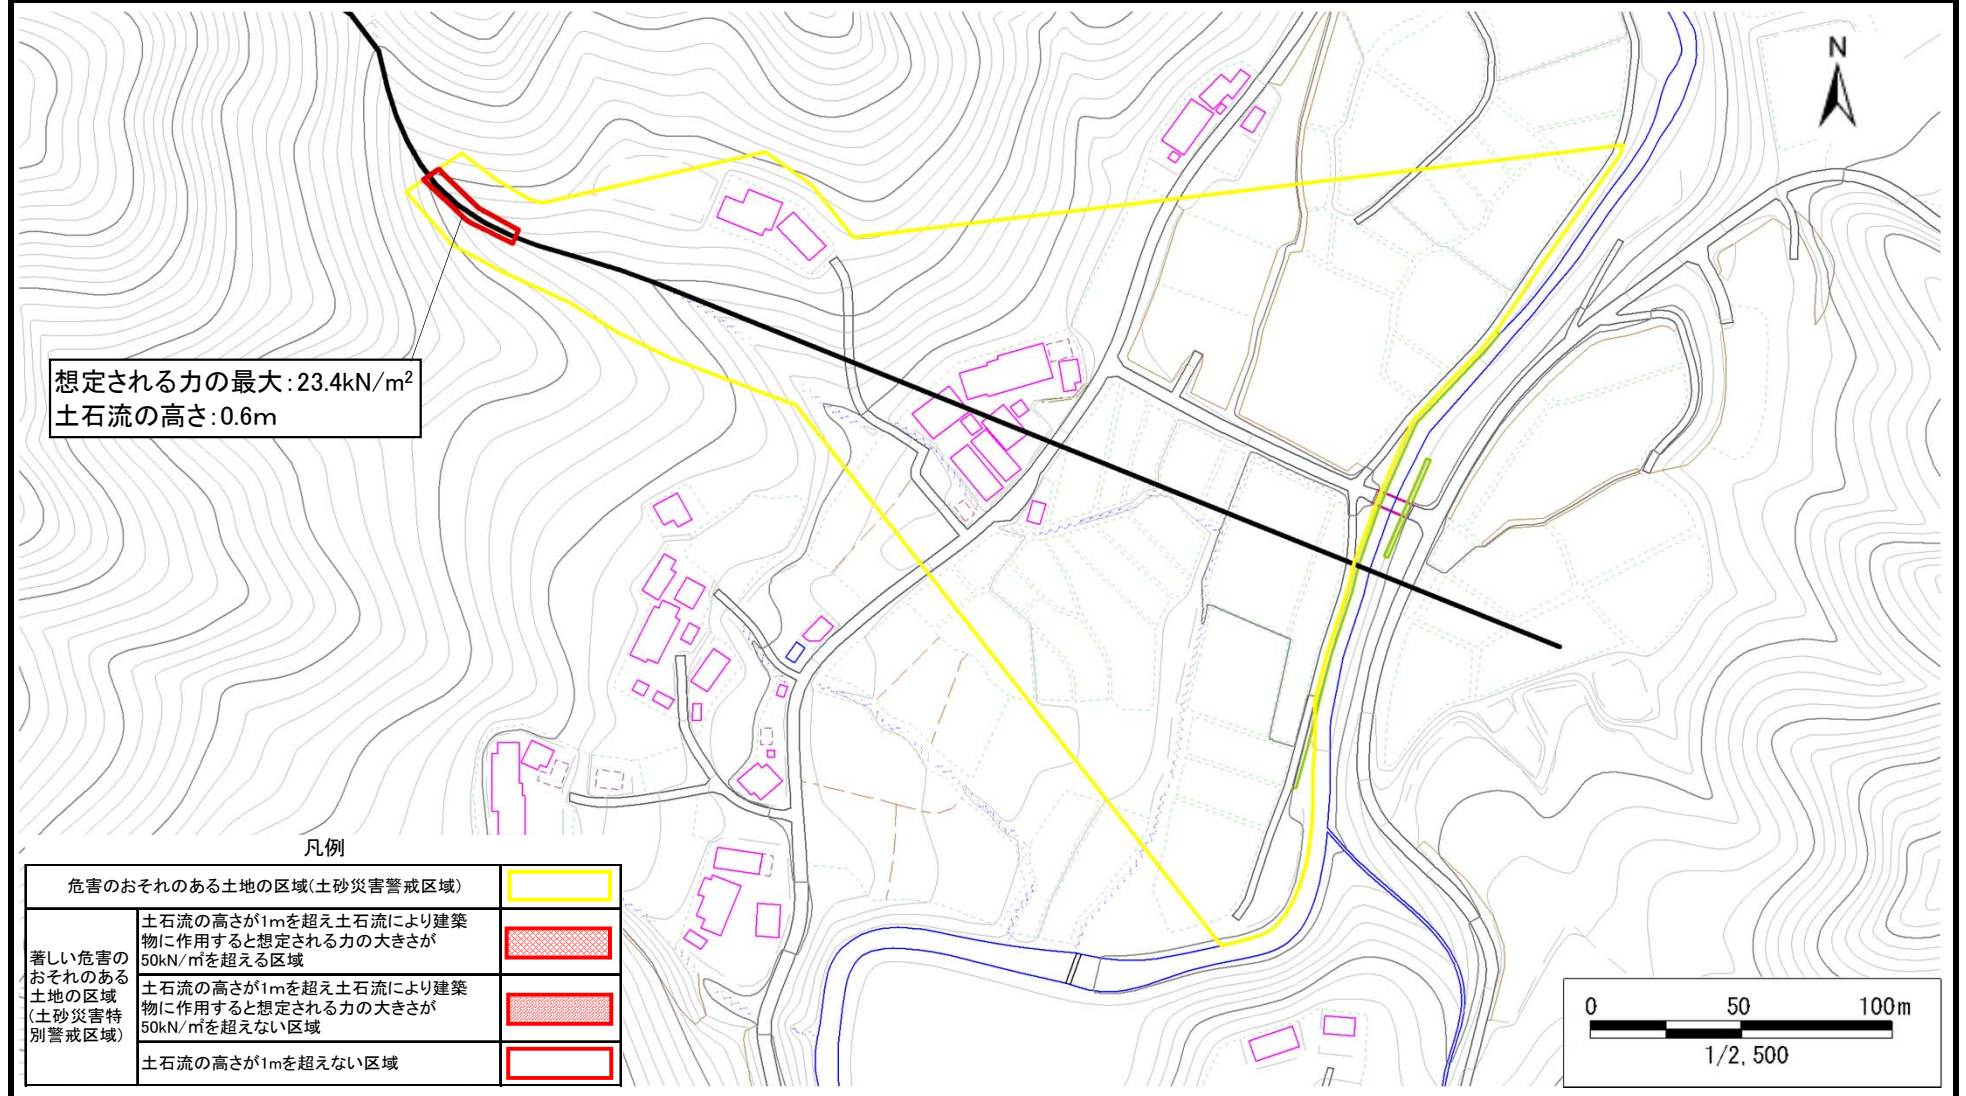 N
想定される力の最大:23.4kN/m²
土石流の高さ:0.6m
凡例
危害のおそれのある土地の区域(土砂災害警戒区域)
著しい危害の
おそれのある
土地の区域
(土砂災害特
別警戒区域)
土石流の高さが1mを超え土石流により建築
物に作用すると想定される力の大きさが
50kN/㎡を超える区域
土石流の高さが1mを超え土石流により建築
物に作用すると想定される力の大きさが
50kN/㎡を超えない区域
土石流の高さが1mを超えない区域
0 50 100m
1/2,500